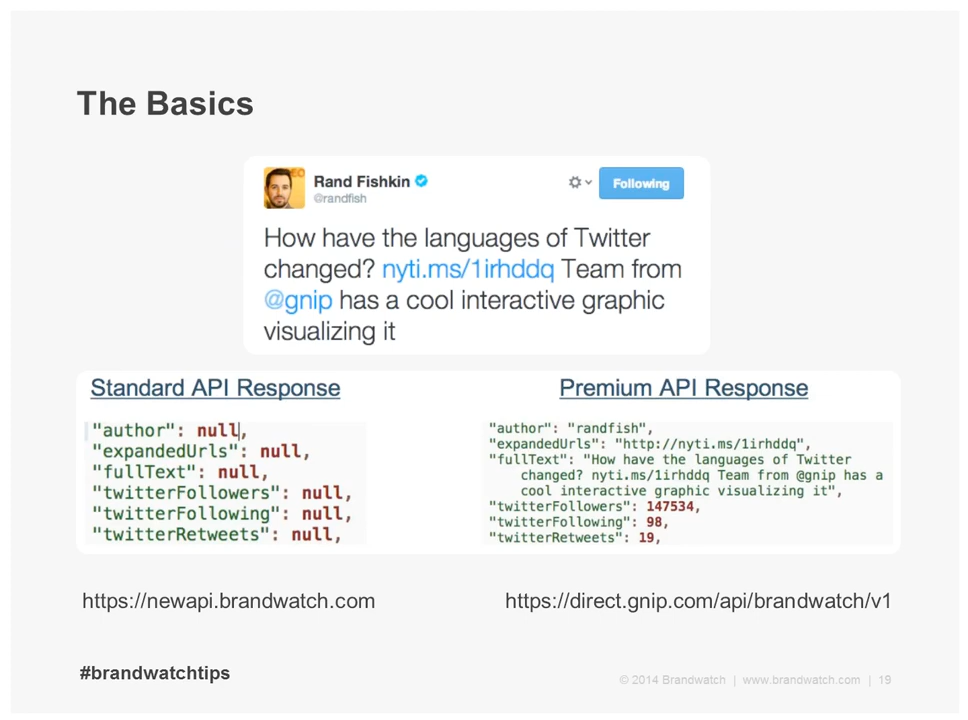 The Basics
Rand Fishkin
@randfish
Following
How have the languages of Twitter
changed? nyti.ms/1irhddq Team from
@gnip has a cool interactive graphic
visualizing it
Standard API Response
"author": null,
"expandedUrls": null,
"fullText": null,
"twitterFollowers": null,
"twitterFollowing": null,
"twitterRetweets": null,
Premium API Response
"author": "randfish",
"expandedUrls": "http://nyti.ms/1irhddq",
"fullText": "How have the languages of Twitter
changed? nyti.ms/1irhddq Team from @gnip has a
cool interactive graphic visualizing it",
"twitterFollowers": 147534,
"twitterFollowing": 98,
"twitterRetweets": 19,
https://newapi.brandwatch.com
https://direct.gnip.com/api/brandwatch/v1
#brandwatchtips
© 2014 Brandwatch | www.brandwatch.com | 19